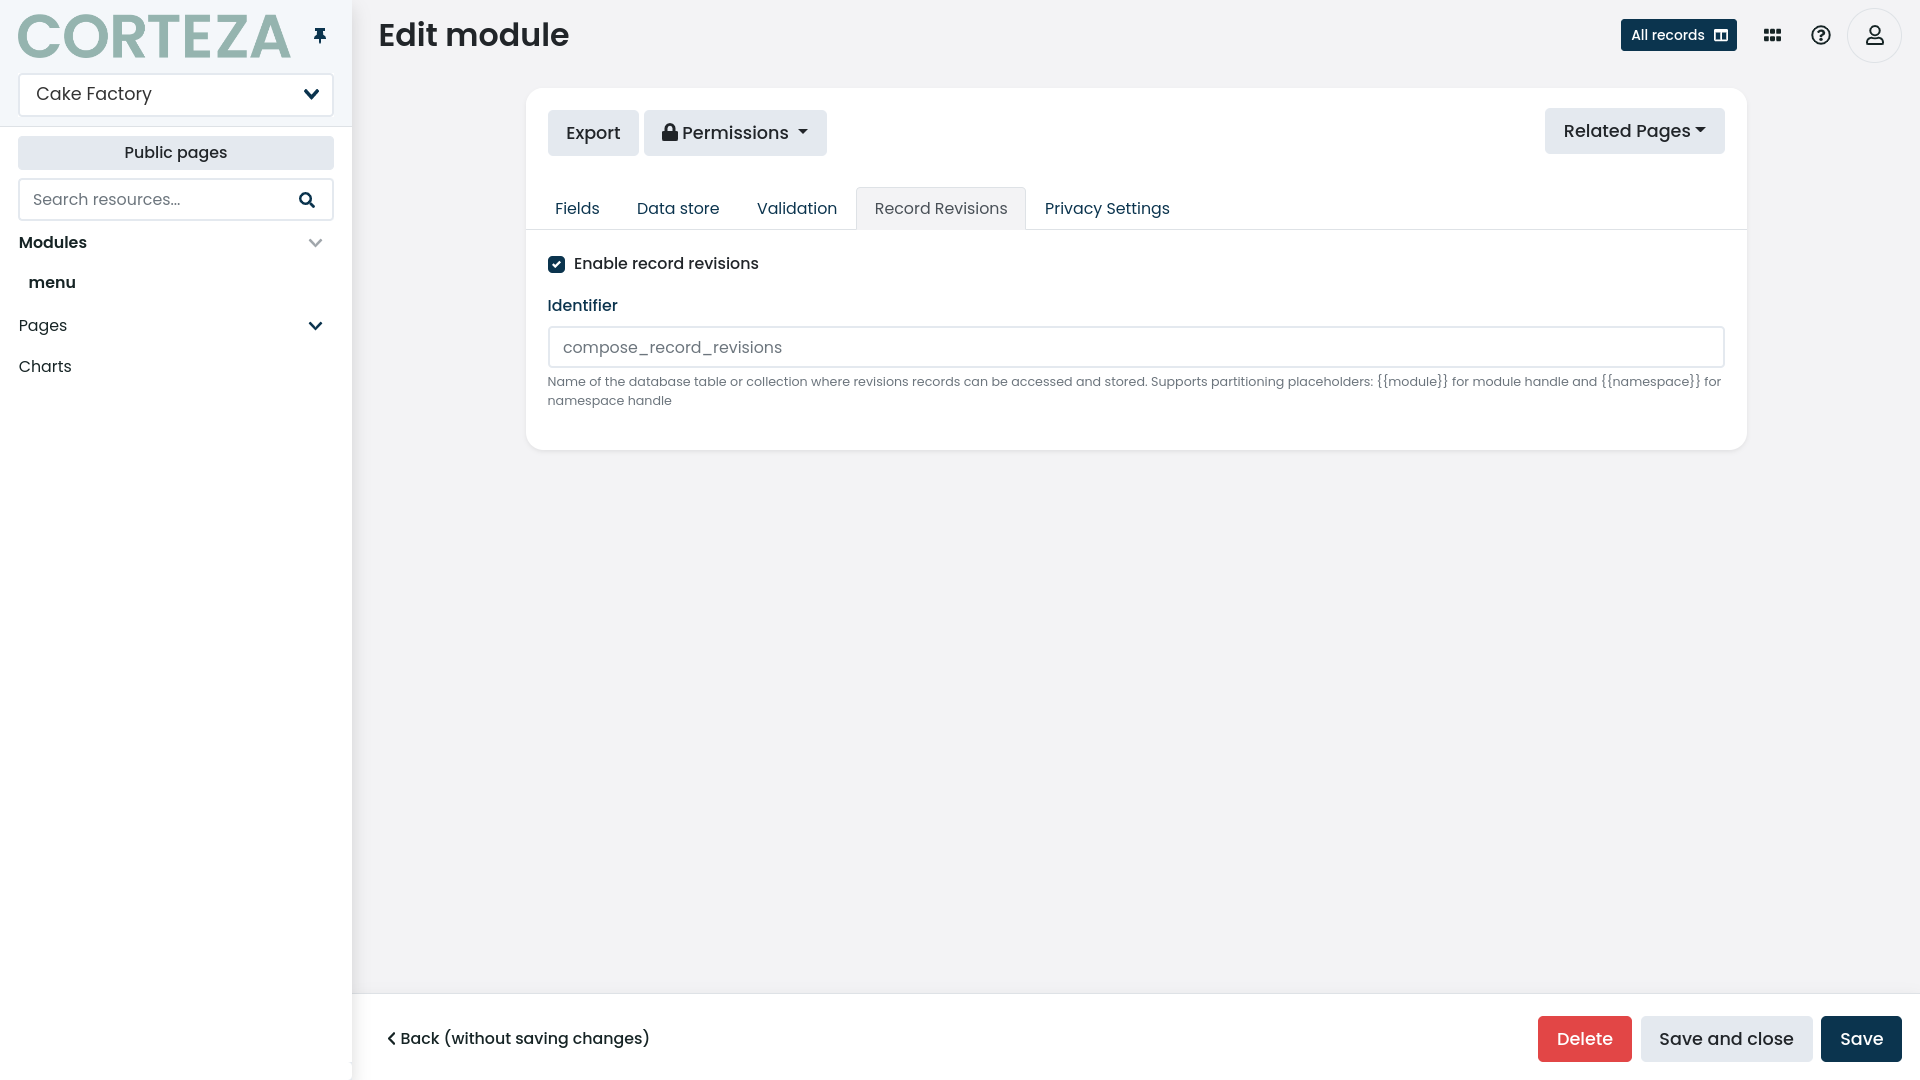 CORTEZA
Cake Factory
Public pages
Search resources...
Modules
menu
Pages
Charts
Edit module
All records
Export
Permissions
Related Pages
Fields
Data store
Validation
Record Revisions
Privacy Settings
Enable record revisions
Identifier
compose_record_revisions
Name of the database table or collection where revisions records can be accessed and stored. Supports partitioning placeholders: {{module}} for module handle and {{namespace}} for
namespace handle
Back (without saving changes)
Delete
Save and close
Save